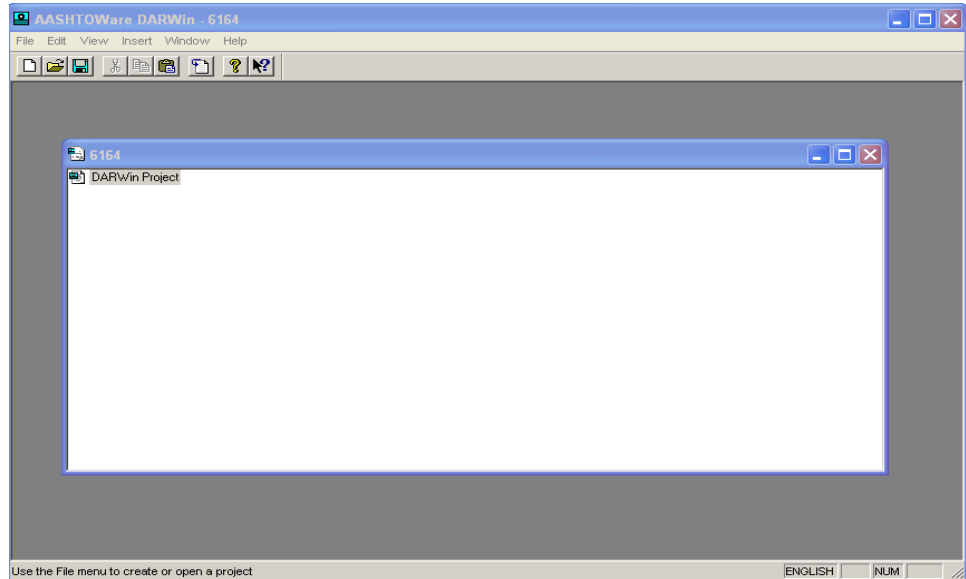 AASHTOWare DARWin - 6164
File Edit View Insert Window Help
6164
DARWin Project
Use the File menu to create or open a project
ENGLISH NUM